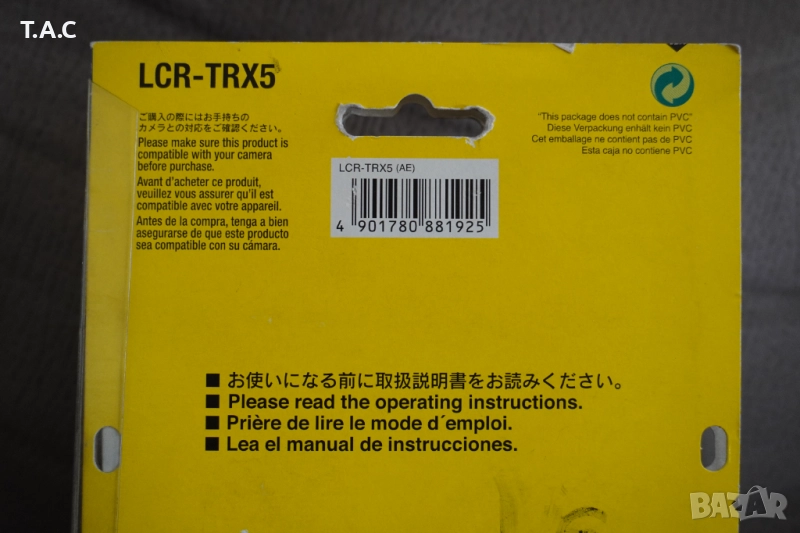 T.A.C
LCR-TRX5
ご購入の際にはお手持ちの
カメラとの対応をご確認ください。
Please make sure this product is
compatible with your camera
before purchase.
Avant d'acheter ce produit,
veuillez vous assurer qu'il est
compatible avec votre appareil.
Antes de la compra, tenga a bien
asegurarse de que este producto
sea compatible con su cámara.
"This package does not contain PVC"
Diese Verpackung enhält kein PVC
Cet emballage ne contient pas de PVC
Esta caja no contiene PVC
LCR-TRX5 (AE)
4 901780 881925
■ お使いになる前に取扱説明書をお読みください。
■ Please read the operating instructions.
■ Prière de lire le mode d´emploi.
■ Lea el manual de instrucciones.
BAZAR